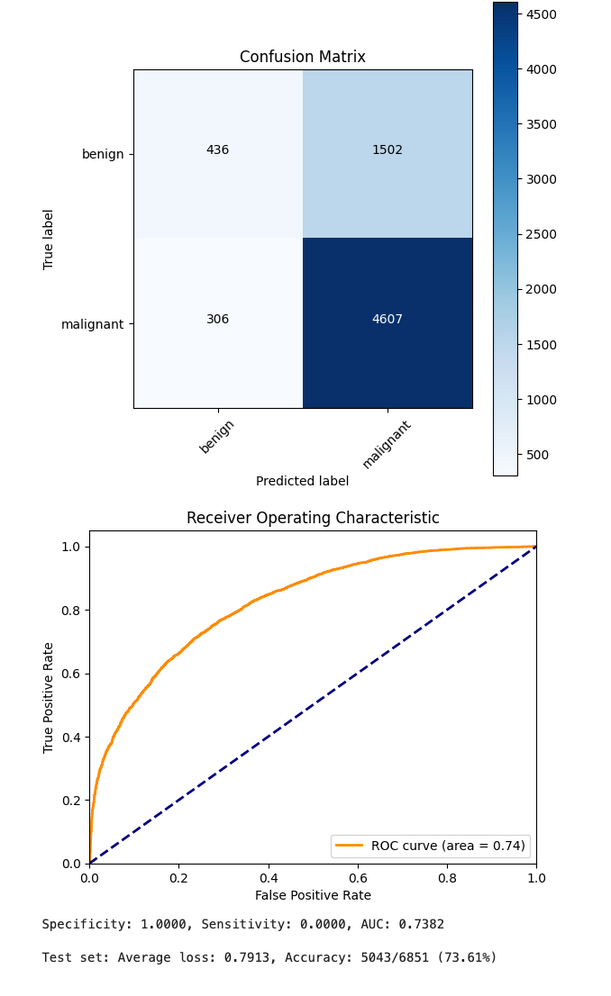 Confusion Matrix
4500
4000
3500
3000
2500
2000
1500
1000
500
True label
benign
436
1502
malignant
306
4607
benign
malignant
Predicted label
Receiver Operating Characteristic
True Positive Rate
1.0
0.8
0.6
0.4
0.2
0.0
ROC curve (area = 0.74)
0.0 0.2 0.4 0.6 0.8 1.0
False Positive Rate
Specificity: 1.0000, Sensitivity: 0.0000, AUC: 0.7382
Test set: Average loss: 0.7913, Accuracy: 5043/6851 (73.61%)